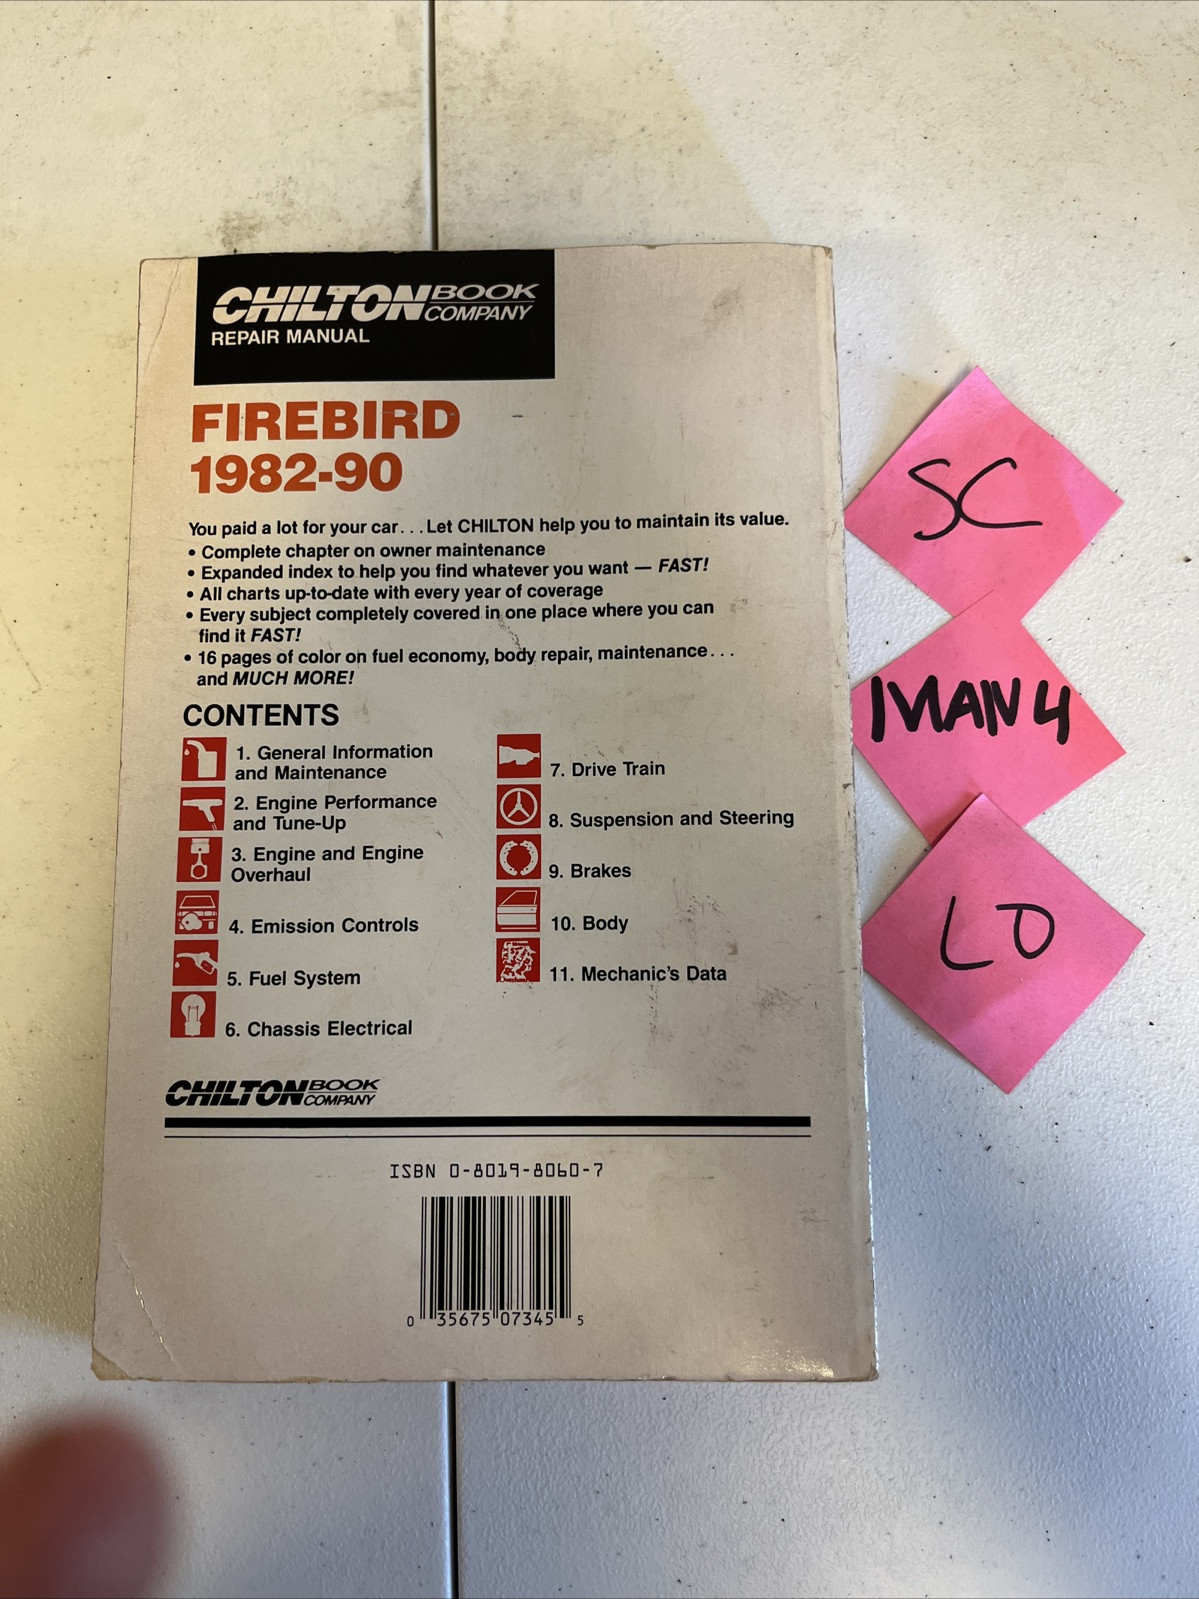 CHILTON BOOK COMPANY
REPAIR MANUAL
FIREBIRD
1982-90
You paid a lot for your car. . . Let CHILTON help you to maintain its value.
• Complete chapter on owner maintenance
• Expanded index to help you find whatever you want — FAST!
• All charts up-to-date with every year of coverage
• Every subject completely covered in one place where you can
find it FAST!
• 16 pages of color on fuel economy, body repair, maintenance. . .
and MUCH MORE!
CONTENTS
1. General Information
and Maintenance
2. Engine Performance
and Tune-Up
3. Engine and Engine
Overhaul
4. Emission Controls
5. Fuel System
6. Chassis Electrical
7. Drive Train
8. Suspension and Steering
9. Brakes
10. Body
11. Mechanic's Data
CHILTON BOOK COMPANY
ISBN 0-8019-8060-7
0 35675 07345 5
SC
MAN 4
LO